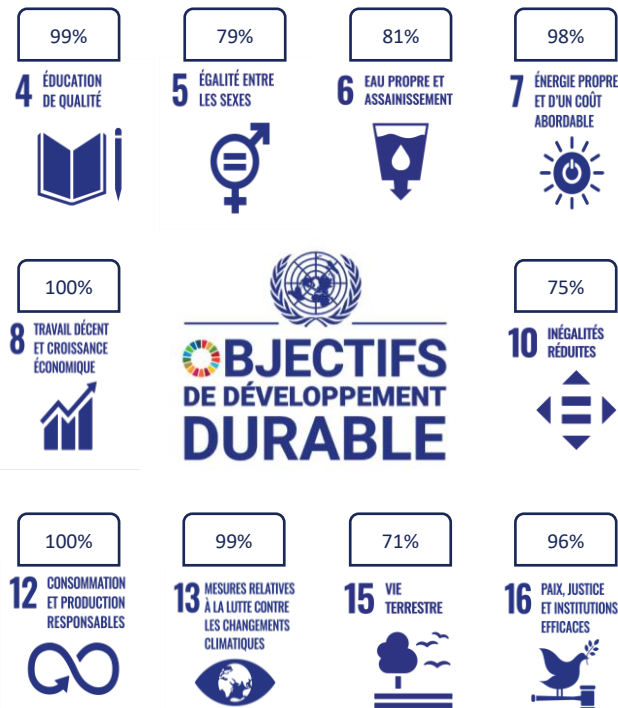 99%
4 ÉDUCATION
DE QUALITÉ
79%
5 ÉGALITÉ ENTRE
LES SEXES
81%
6 EAU PROPRE ET
ASSAINISSEMENT
98%
7 ÉNERGIE PROPRE
ET D'UN COÛT
ABORDABLE
100%
8 TRAVAIL DÉCENT
ET CROISSANCE
ÉCONOMIQUE
OBJECTIFS
DE DÉVELOPPEMENT
DURABLE
75%
10 INÉGALITÉS
RÉDUITES
100%
12 CONSOMMATION
ET PRODUCTION
RESPONSABLES
99%
13 MESURES RELATIVES
À LA LUTTE CONTRE
LES CHANGEMENTS
CLIMATIQUES
71%
15 VIE
TERRESTRE
96%
16 PAIX, JUSTICE
ET INSTITUTIONS
EFFICACES